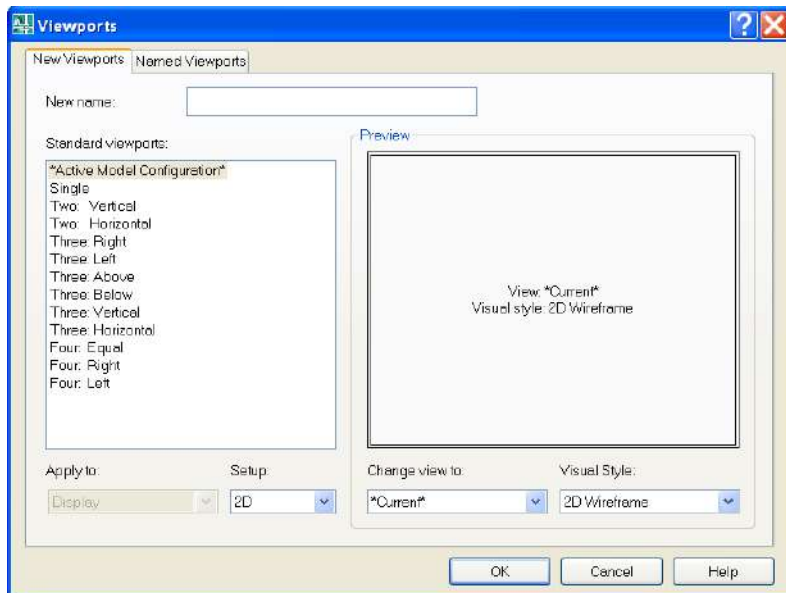 Viewports
New Viewports Named Viewports
New name:
Standard viewports:
*Active Model Configuration*
Single
Two: Vertical
Two: Horizontal
Three: Right
Three: Left
Three: Above
Three: Below
Three: Vertical
Three: Horizontal
Four: Equal
Four: Right
Four: Left
Preview
View: *Current*
Visual style: 2D Wireframe
Apply to: Setup: Change view to: Visual Style:
Display 2D *Current* 2D Wireframe
OK Cancel Help